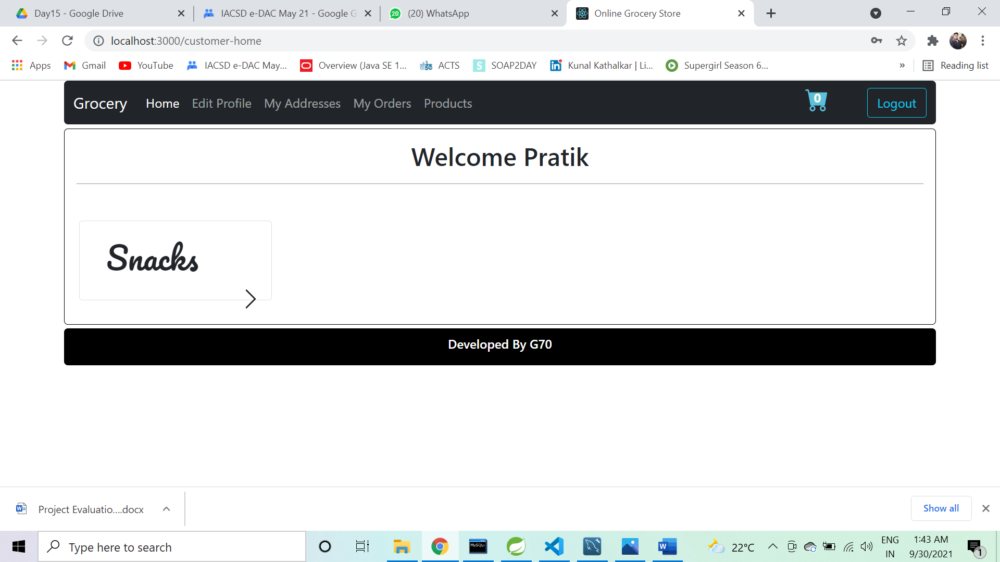 Day15 - Google Drive
IACSD e-DAC May 21 - Google G
20
(20) WhatsApp
Online Grocery Store
localhost:3000/customer-home
Apps
Gmail
YouTube
IACSD e-DAC May...
Overview (Java SE 1...
ACTS
S
SOAP2DAY
in
Kunal Kathalkar | Li...
Supergirl Season 6...
»
Reading list
Grocery
Home
Edit Profile
My Addresses
My Orders
Products
0
Logout
Welcome Pratik
Snacks
Developed By G70
W
Project Evaluatio....docx
Show all
Type here to search
MySQL
W
22°C
ENG
IN
1:43 AM
9/30/2021
1